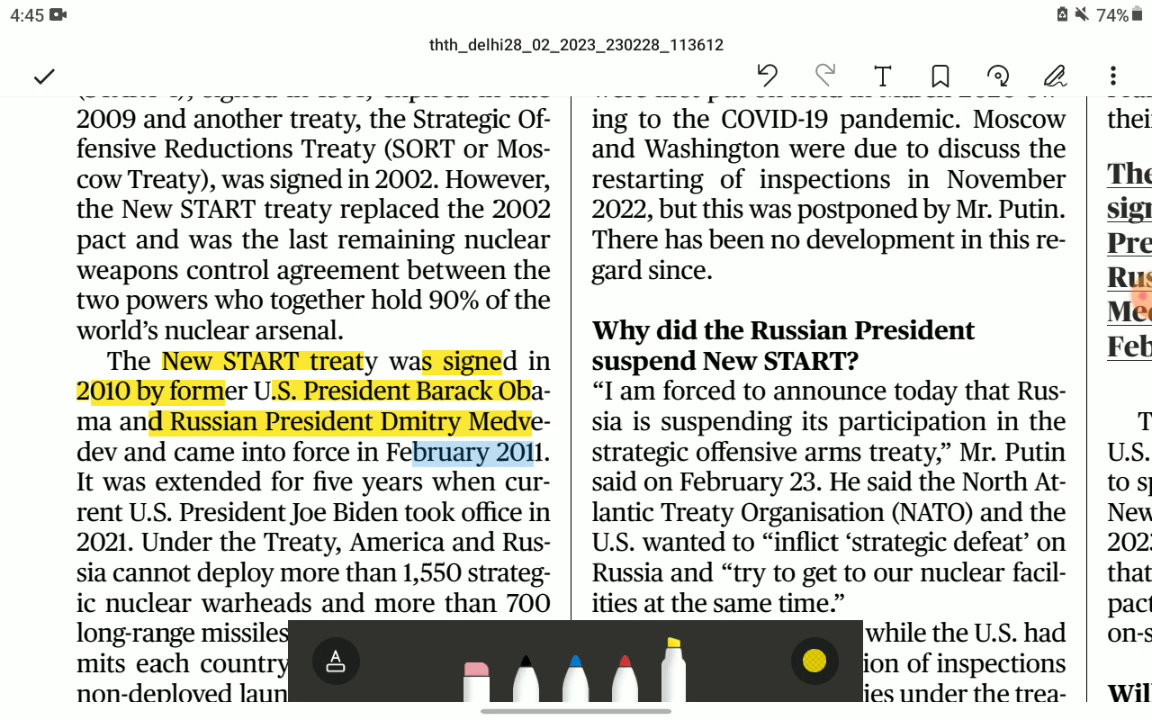 4:45
74%
thth_delhi28_02_2023_230228_113612
2009 and another treaty, the Strategic Of-
fensive Reductions Treaty (SORT or Mos-
cow Treaty), was signed in 2002. However,
the New START treaty replaced the 2002
pact and was the last remaining nuclear
weapons control agreement between the
two powers who together hold 90% of the
world's nuclear arsenal.
The New START treaty was signed in
2010 by former U.S. President Barack Oba-
ma and Russian President Dmitry Medve-
dev and came into force in February 2011.
It was extended for five years when cur-
rent U.S. President Joe Biden took office in
2021. Under the Treaty, America and Rus-
sia cannot deploy more than 1,550 strateg-
ic nuclear warheads and more than 700
long-range missiles
mits each country
non-deployed laun
ing to the COVID-19 pandemic. Moscow
and Washington were due to discuss the
restarting of inspections in November
2022, but this was postponed by Mr. Putin.
There has been no development in this re-
gard since.
Why did the Russian President
suspend New START?
“I am forced to announce today that Rus-
sia is suspending its participation in the
strategic offensive arms treaty,” Mr. Putin
said on February 23. He said the North At-
lantic Treaty Organisation (NATO) and the
U.S. wanted to “inflict ‘strategic defeat’ on
Russia and “try to get to our nuclear facil-
ities at the same time.”
while the U.S. had
ion of inspections
ies under the trea-
thei
The
sign
Pre
Rus
Med
Feb
T
U.S.
to sp
New
202
that
pact
on-s
Wil